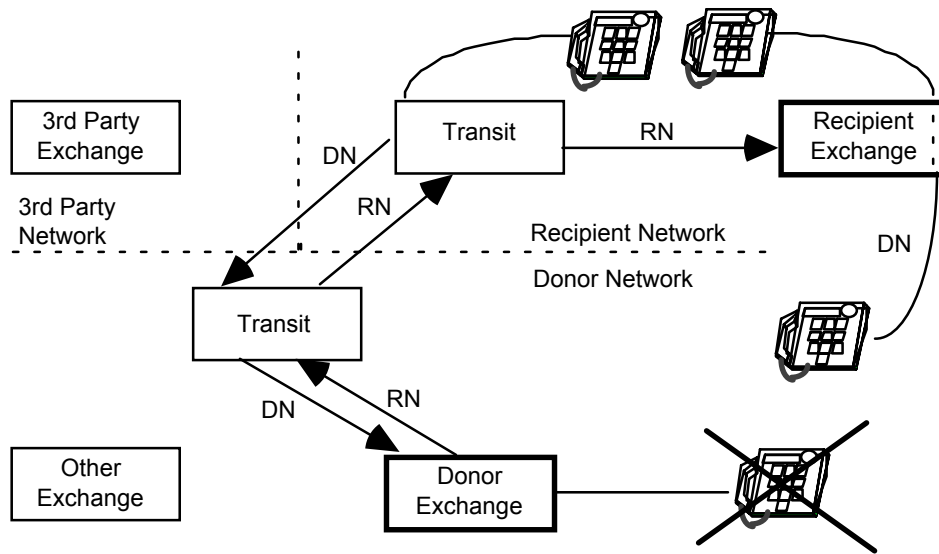 3rd Party
Exchange
Transit
RN
Recipient
Exchange
DN
RN
3rd Party
Network
Recipient Network
DN
Donor Network
Transit
DN
RN
Other
Exchange
Donor
Exchange